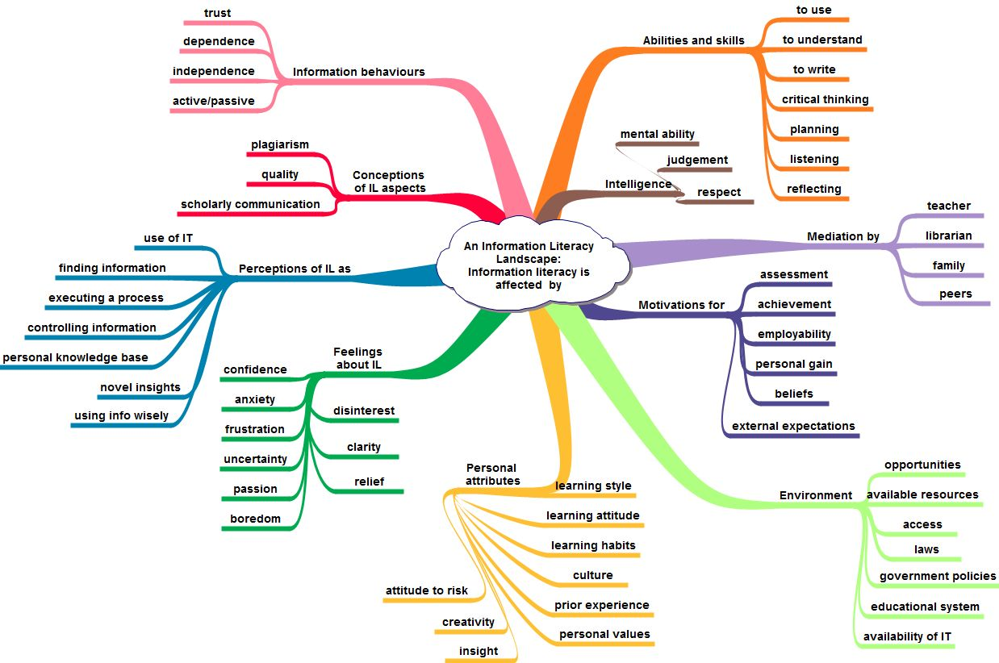 An Information Literacy
Landscape:
Information literacy is
affected by
Information behaviours
trust
dependence
independence
active/passive
Conceptions
of IL aspects
plagiarism
quality
scholarly communication
Perceptions of IL as
use of IT
finding information
executing a process
controlling information
personal knowledge base
novel insights
using info wisely
Feelings
about IL
confidence
anxiety
frustration
uncertainty
passion
boredom
disinterest
clarity
relief
Personal
attributes
learning style
learning attitude
learning habits
culture
prior experience
personal values
attitude to risk
creativity
insight
Abilities and skills
to use
to understand
to write
critical thinking
planning
listening
reflecting
Intelligence
mental ability
judgement
respect
Mediation by
teacher
librarian
family
peers
Motivations for
assessment
achievement
employability
personal gain
beliefs
external expectations
Environment
opportunities
available resources
access
laws
government policies
educational system
availability of IT